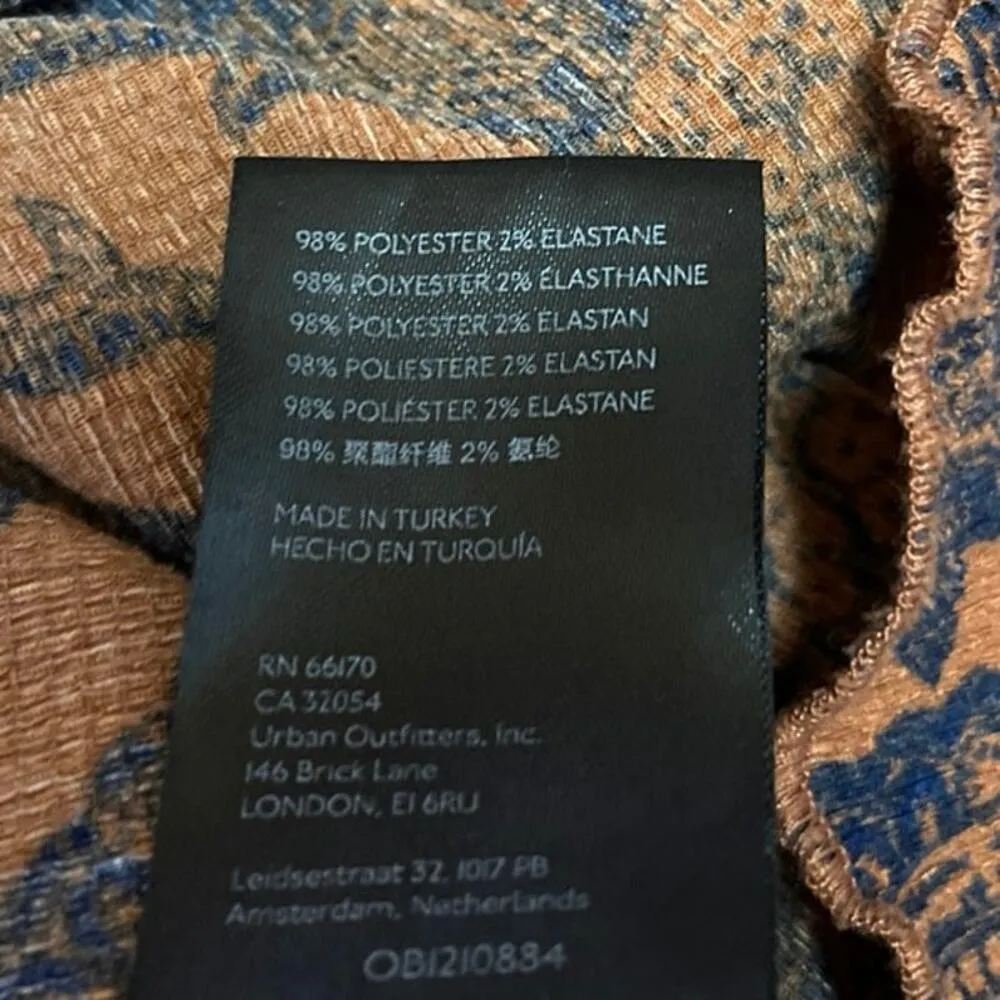 98% POLYESTER 2% ELASTANE
98% POLYESTER 2% ÉLASTHANNE
98% POLYESTER 2% ELASTAN
98% POLIESTERE 2% ELASTAN
98% POLIÉSTER 2% ELASTANE
98% 聚酯纤维 2% 氨纶
MADE IN TURKEY
HECHO EN TURQUÍA
RN 66170
CA 32054
Urban Outfitters, Inc.
146 Brick Lane
LONDON, E1 6RU
Leidsestraat 32, 1017 PB
Amsterdam, Netherlands
OB1210884